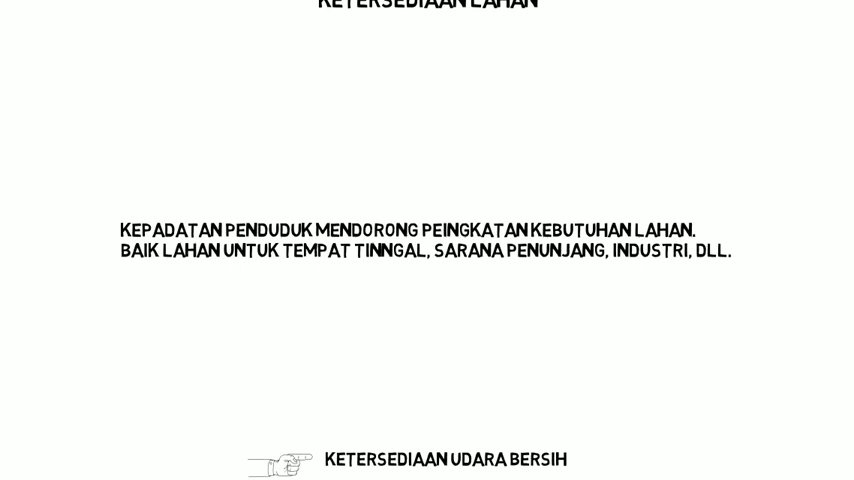 KETERSEDIAAN LAHAN
KEPADATAN PENDUDUK MENDORONG PEINGKATAN KEBUTUHAN LAHAN.
BAIK LAHAN UNTUK TEMPAT TINNGAL, SARANA PENUNJANG, INDUSTRI, DLL.
KETERSEDIAAN UDARA BERSIH